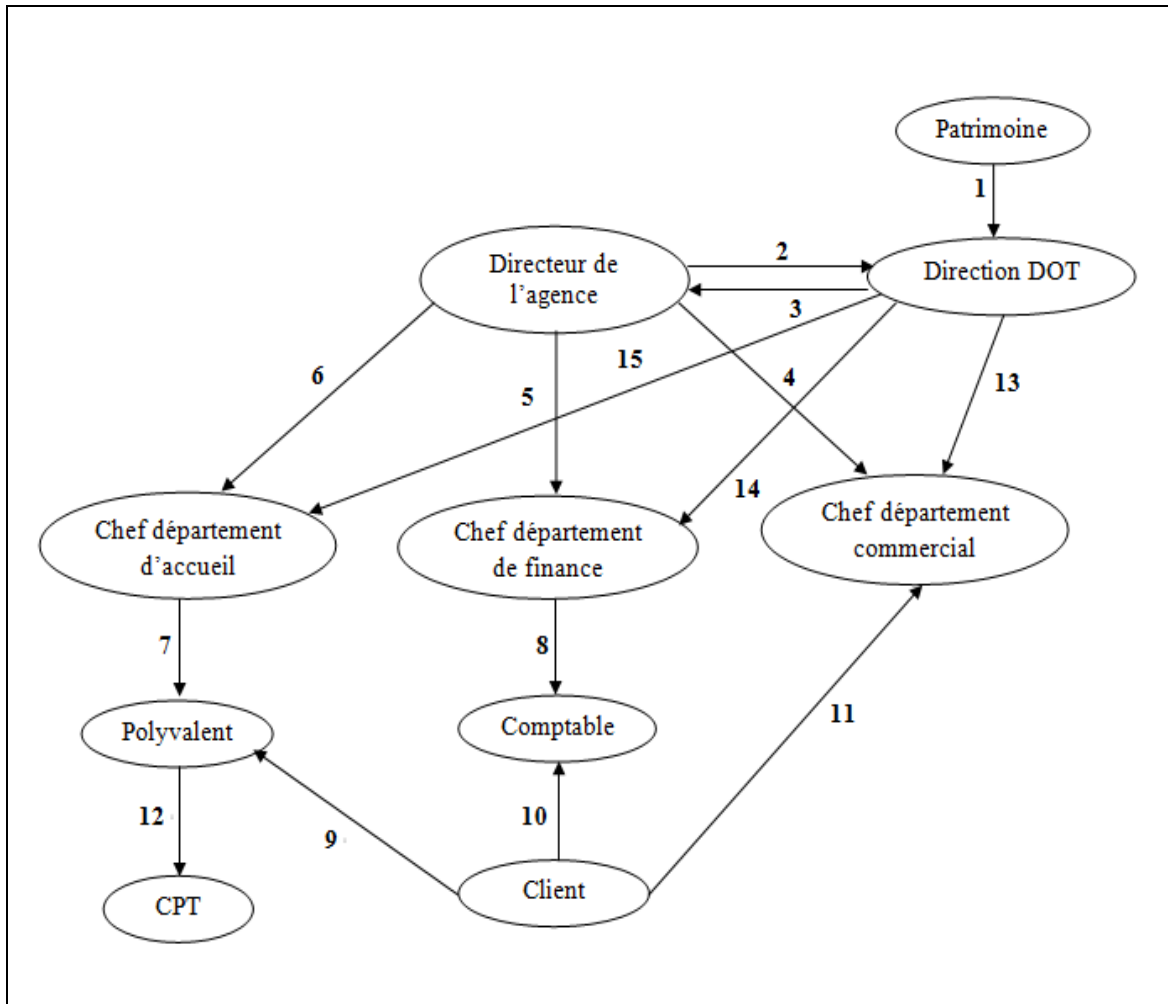 Patrimoine
1
Directeur de
l’agence
2
Direction DOT
3
6
15
4
13
5
14
Chef département
d’accueil
Chef département
de finance
Chef département
commercial
7
8
11
Polyvalent
Comptable
12
9
10
CPT
Client